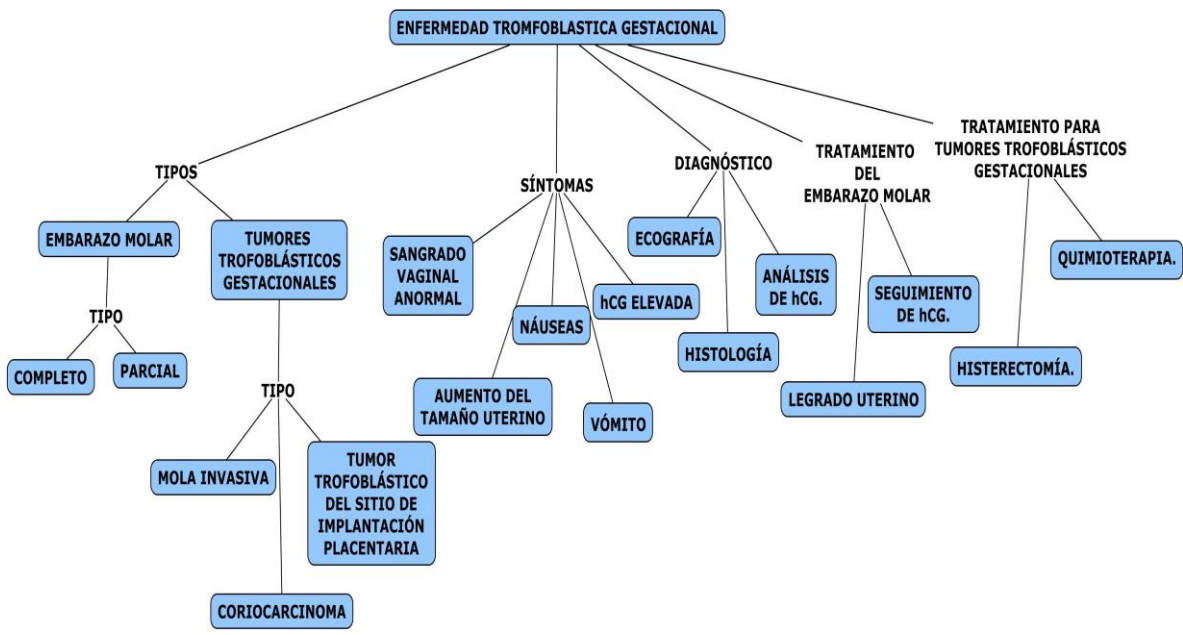 ENFERMEDAD TROMFOBLASTICA GESTACIONAL
TIPOS
EMBARAZO MOLAR
TIPO
COMPLETO
PARCIAL
TUMORES
TROFOBLÁSTICOS
GESTACIONALES
TIPO
MOLA INVASIVA
CORIOCARCINOMA
TUMOR
TROFOBLÁSTICO
DEL SITIO DE
IMPLANTACIÓN
PLACENTARIA
SÍNTOMAS
SANGRADO
VAGINAL
ANORMAL
AUMENTO DEL
TAMAÑO UTERINO
NÁUSEAS
VÓMITO
hCG ELEVADA
DIAGNÓSTICO
ECOGRAFÍA
HISTOLOGÍA
ANÁLISIS
DE hCG.
TRATAMIENTO
DEL
EMBARAZO MOLAR
LEGRADO UTERINO
SEGUIMIENTO
DE hCG.
TRATAMIENTO PARA
TUMORES TROFOBLÁSTICOS
GESTACIONALES
HISTERECTOMÍA.
QUIMIOTERAPIA.